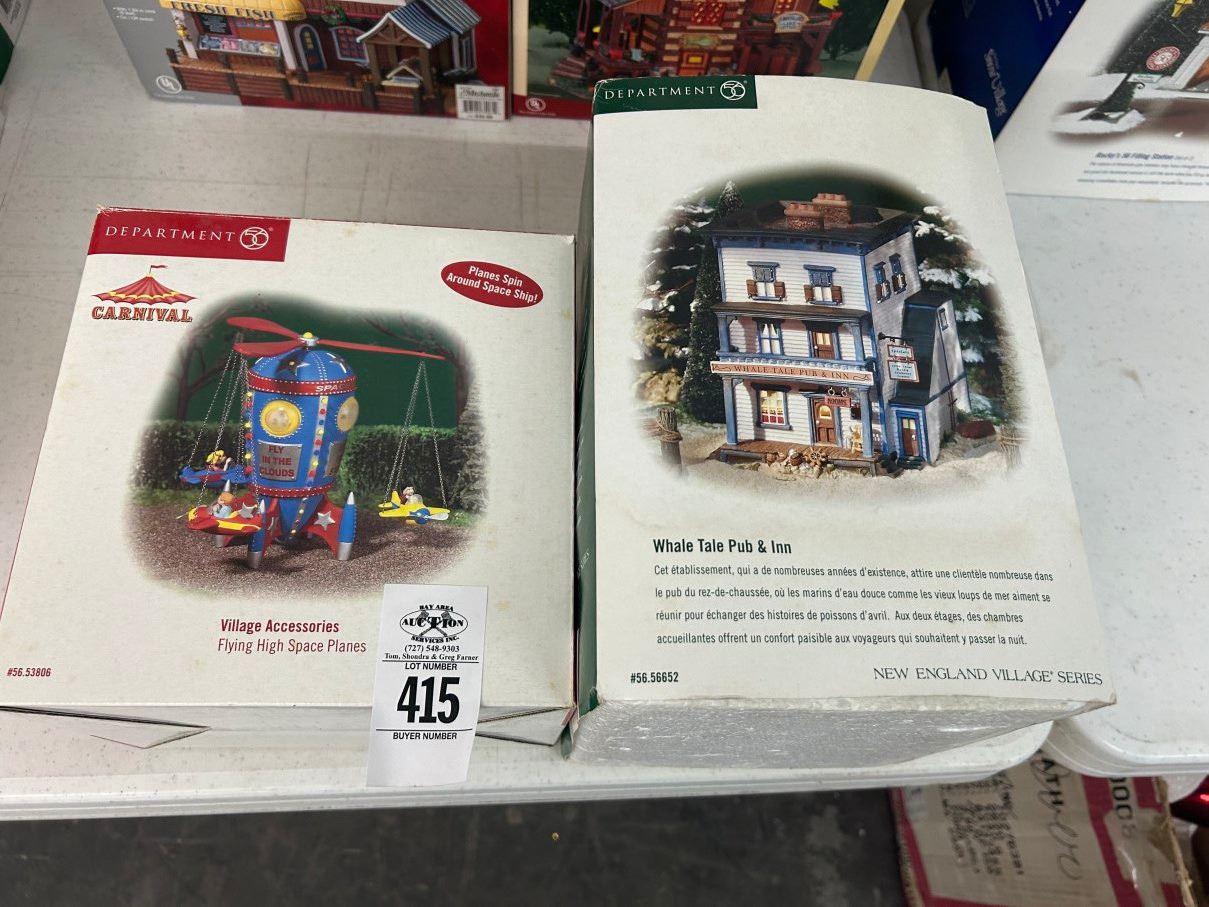 FRESH FISH
DEPARTMENT 56
CARNIVAL
Planes Spin
Around Space Ship!
SPA
FLY
IN THE
CLOUDS
Village Accessories
Flying High Space Planes
#56.53806
BAY AREA
AUCTION
SERVICES INC.
(727) 548-9303
Tom, Shondra & Greg Farner
LOT NUMBER
415
BUYER NUMBER
DEPARTMENT 56
WHALE TALE PUB & INN
ROOMS
Whale Tale Pub & Inn
Cet établissement, qui a de nombreuses années d'existence, attire une clientèle nombreuse dans
le pub du rez-de-chaussée, où les marins d'eau douce comme les vieux loups de mer aiment se
réunir pour échanger des histoires de poissons d'avril. Aux deux étages, des chambres
accueillantes offrent un confort paisible aux voyageurs qui souhaitent y passer la nuit.
#56.56652
NEW ENGLAND VILLAGE® SERIES